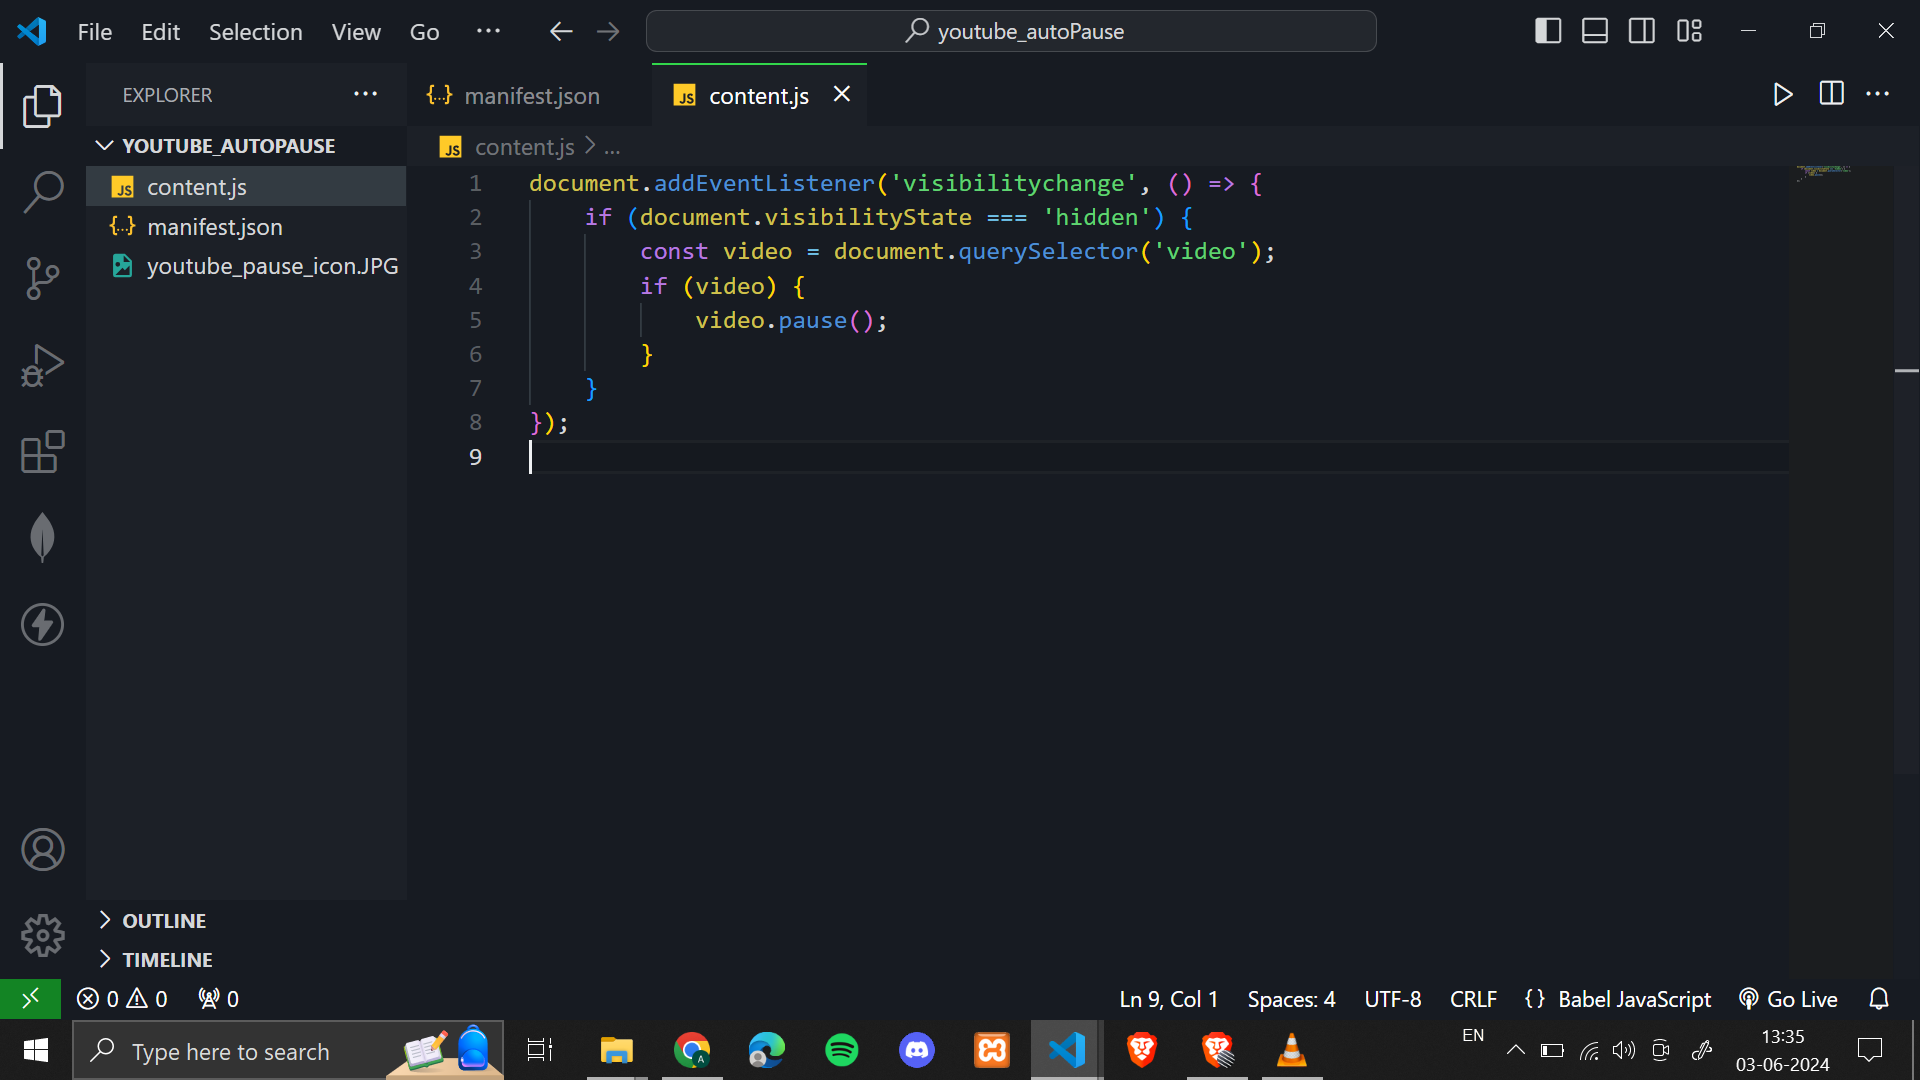 File Edit Selection View Go ···
youtube_autoPause
EXPLORER ···
{··} manifest.json
JS content.js
YOUTUBE_AUTOPAUSE
JS content.js
{··} manifest.json
youtube_pause_icon.JPG
JS content.js > ...
1 document.addEventListener('visibilitychange', () => {
2 if (document.visibilityState === 'hidden') {
3 const video = document.querySelector('video');
4 if (video) {
5 video.pause();
6 }
7 }
8 });
9
OUTLINE
TIMELINE
0 0 0
Ln 9, Col 1 Spaces: 4 UTF-8 CRLF {} Babel JavaScript Go Live
Type here to search
A
EN
13:35
03-06-2024